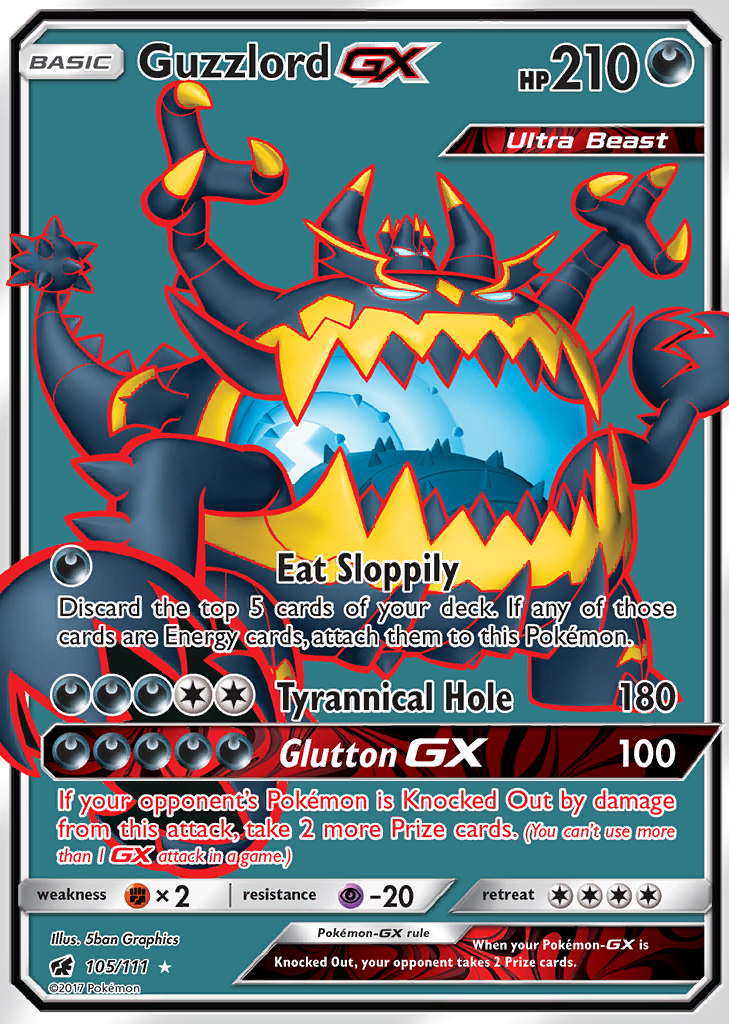 BASIC Guzzlord GX HP 210
Ultra Beast
Eat Sloppily
Discard the top 5 cards of your deck. If any of those
cards are Energy cards, attach them to this Pokémon.
Tyrannical Hole 180
Glutton GX 100
If your opponent's Pokémon is Knocked Out by damage
from this attack, take 2 more Prize cards. (You can't use more
than 1 GX attack in a game.)
weakness × 2 resistance -20 retreat
Illus. 5ban Graphics
105/111
©2017 Pokémon
Pokémon-GX rule
When your Pokémon-GX is
Knocked Out, your opponent takes 2 Prize cards.